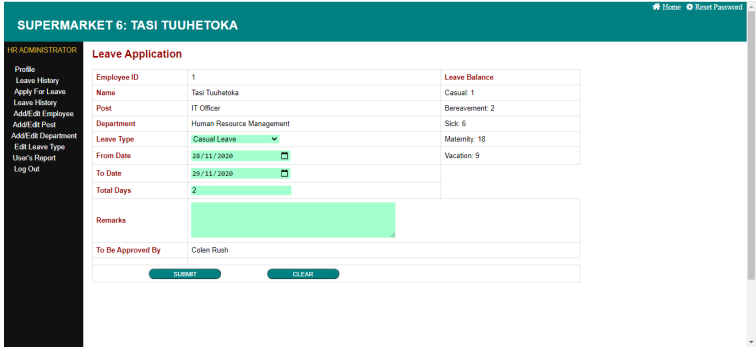 Home Reset Password
SUPERMARKET 6: TASI TUUHETOKA
HR ADMINISTRATOR
Profile
Leave History
Apply For Leave
Leave History
Add/Edit Employee
Add/Edit Post
Add/Edit Department
Edit Leave Type
User's Report
Log Out
Leave Application
Employee ID 1 Leave Balance
Name Tasi Tuuhetoka Casual: 1
Post IT Officer Bereavement: 2
Department Human Resource Management Sick: 6
Leave Type Casual Leave Maternity: 18
From Date 28/11/2020 Vacation: 9
To Date 29/11/2020
Total Days 2
Remarks
To Be Approved By Colen Rush
SUBMIT CLEAR